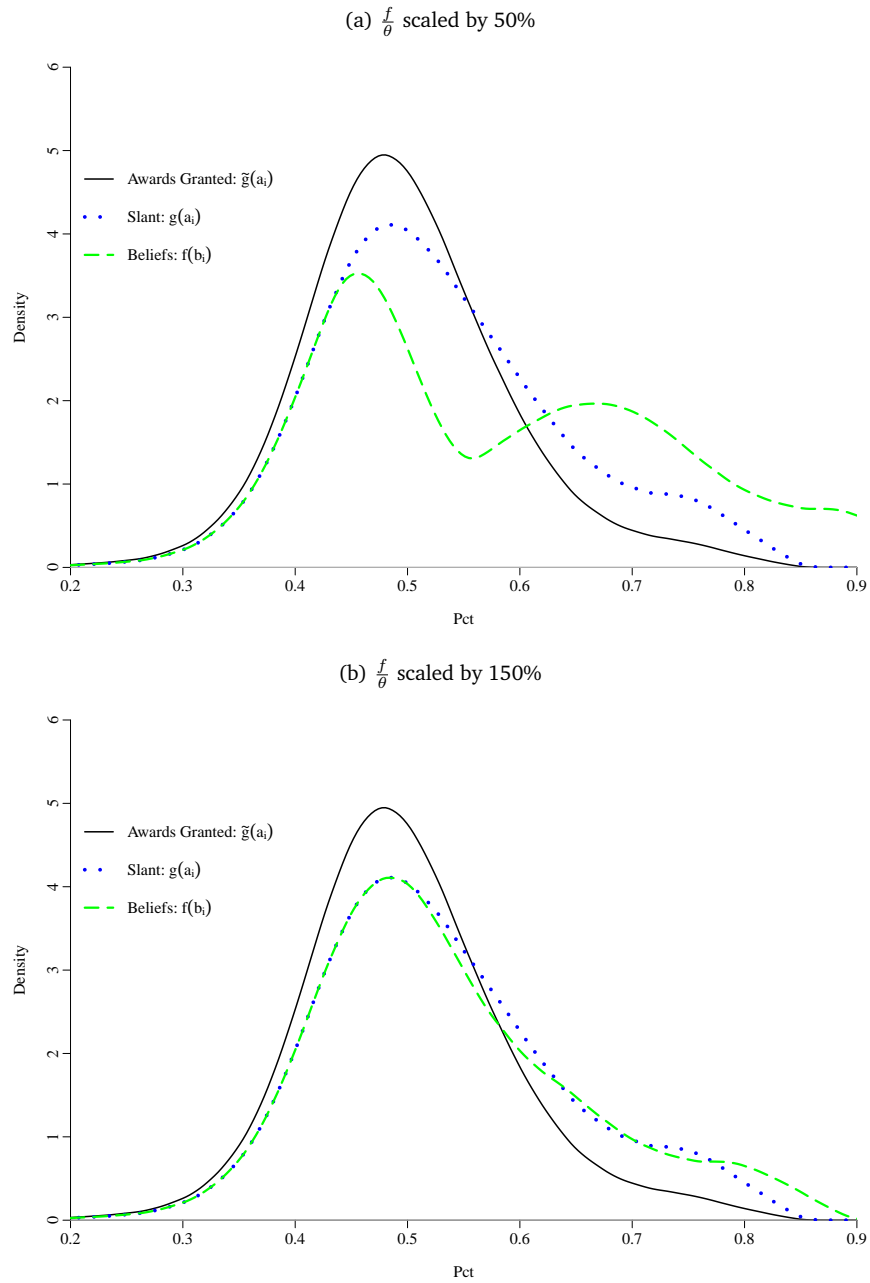 (a) f/θ scaled by 50%
6
5
4
3
2
1
0
Density
Awards Granted: g̃(aᵢ)
Slant: g(aᵢ)
Beliefs: f(bᵢ)
0.2 0.3 0.4 0.5 0.6 0.7 0.8 0.9
Pct
(b) f/θ scaled by 150%
6
5
4
3
2
1
0
Density
Awards Granted: g̃(aᵢ)
Slant: g(aᵢ)
Beliefs: f(bᵢ)
0.2 0.3 0.4 0.5 0.6 0.7 0.8 0.9
Pct